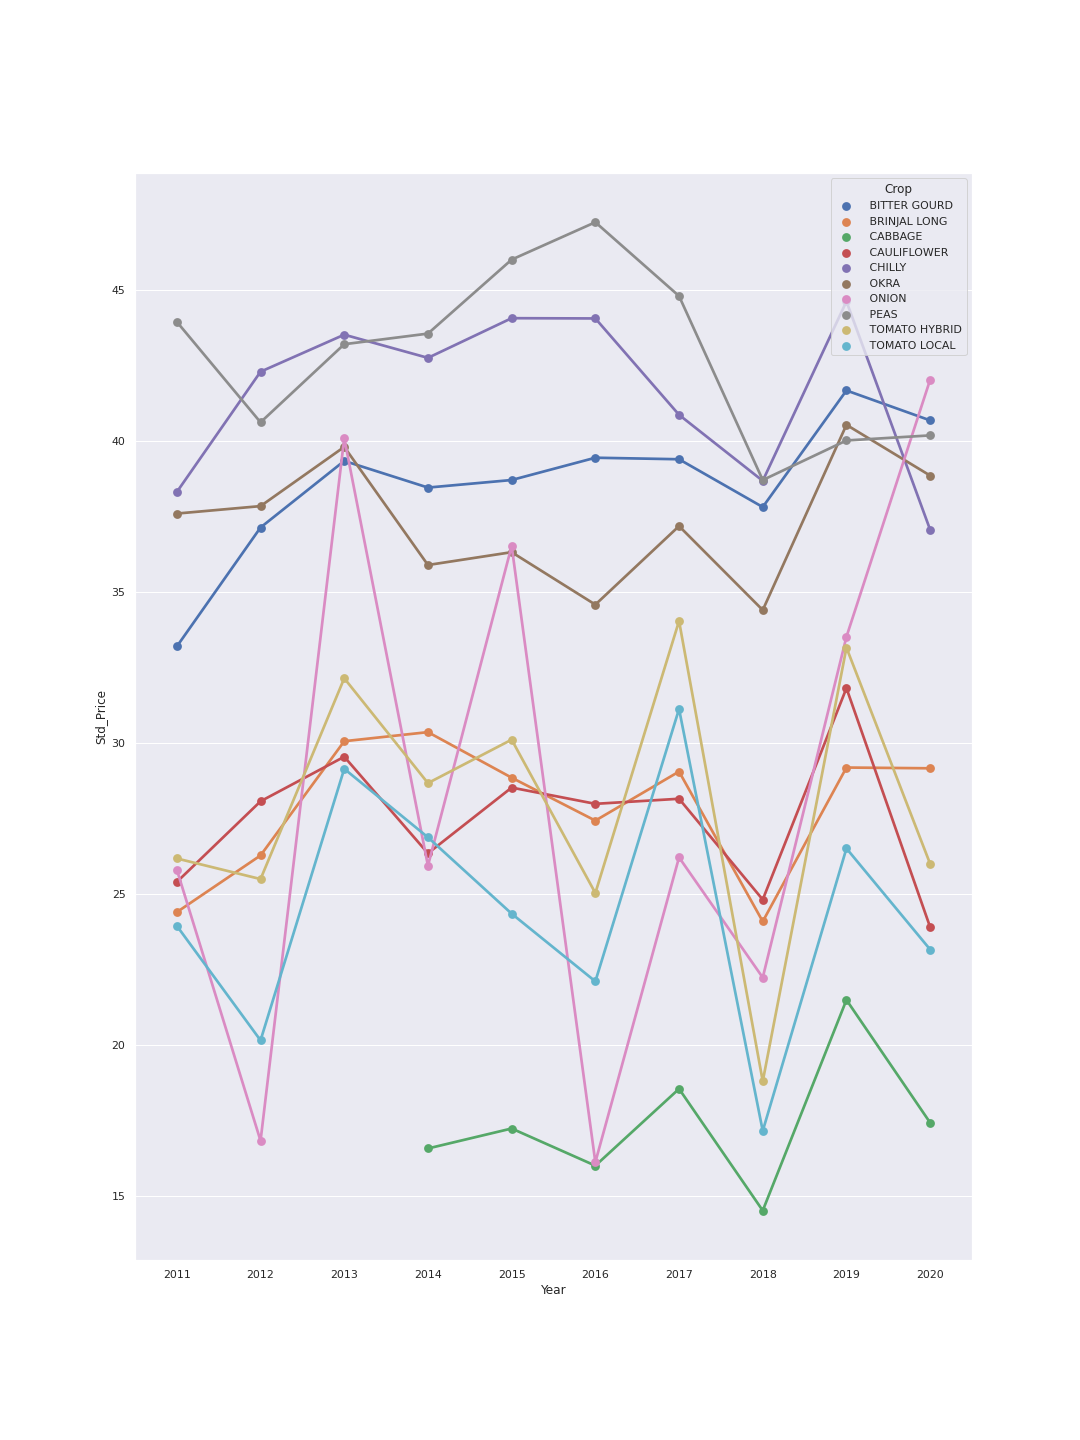 Crop
BITTER GOURD
BRINJAL LONG
CABBAGE
CAULIFLOWER
CHILLY
OKRA
ONION
PEAS
TOMATO HYBRID
TOMATO LOCAL
45
40
35
30
25
20
15
Std_Price
2011 2012 2013 2014 2015 2016 2017 2018 2019 2020
Year